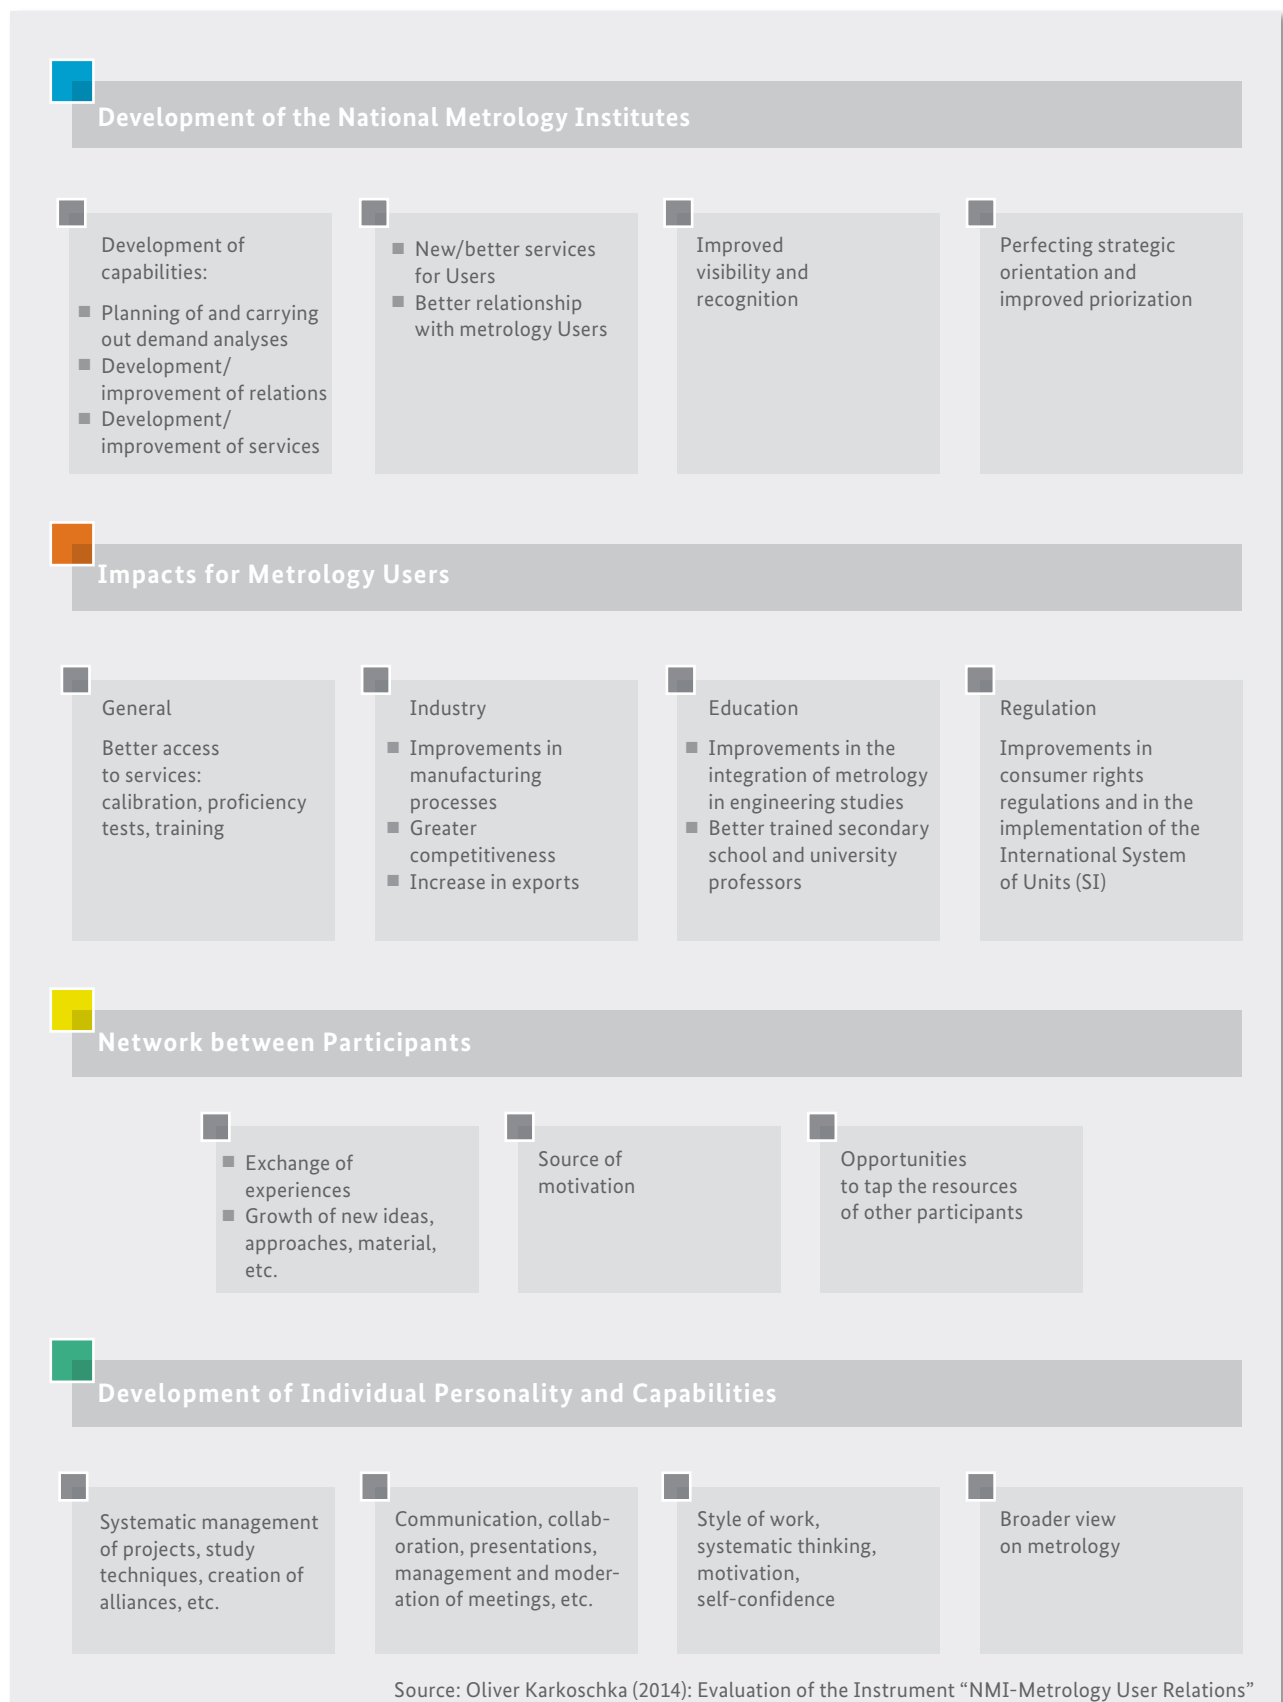 Development of the National Metrology Institutes
Development of
capabilities:
■ Planning of and carrying
out demand analyses
■ Development/
improvement of relations
■ Development/
improvement of services
■ New/better services
for Users
■ Better relationship
with metrology Users
Improved
visibility and
recognition
Perfecting strategic
orientation and
improved priorization
Impacts for Metrology Users
General
Better access
to services:
calibration, proficiency
tests, training
Industry
■ Improvements in
manufacturing
processes
■ Greater
competitiveness
■ Increase in exports
Education
■ Improvements in the
integration of metrology
in engineering studies
■ Better trained secondary
school and university
professors
Regulation
Improvements in
consumer rights
regulations and in the
implementation of the
International System
of Units (SI)
Network between Participants
■ Exchange of
experiences
■ Growth of new ideas,
approaches, material,
etc.
Source of
motivation
Opportunities
to tap the resources
of other participants
Development of Individual Personality and Capabilities
Systematic management
of projects, study
techniques, creation of
alliances, etc.
Communication, collab-
oration, presentations,
management and moder-
ation of meetings, etc.
Style of work,
systematic thinking,
motivation,
self-confidence
Broader view
on metrology
Source: Oliver Karkoschka (2014): Evaluation of the Instrument “NMI-Metrology User Relations”